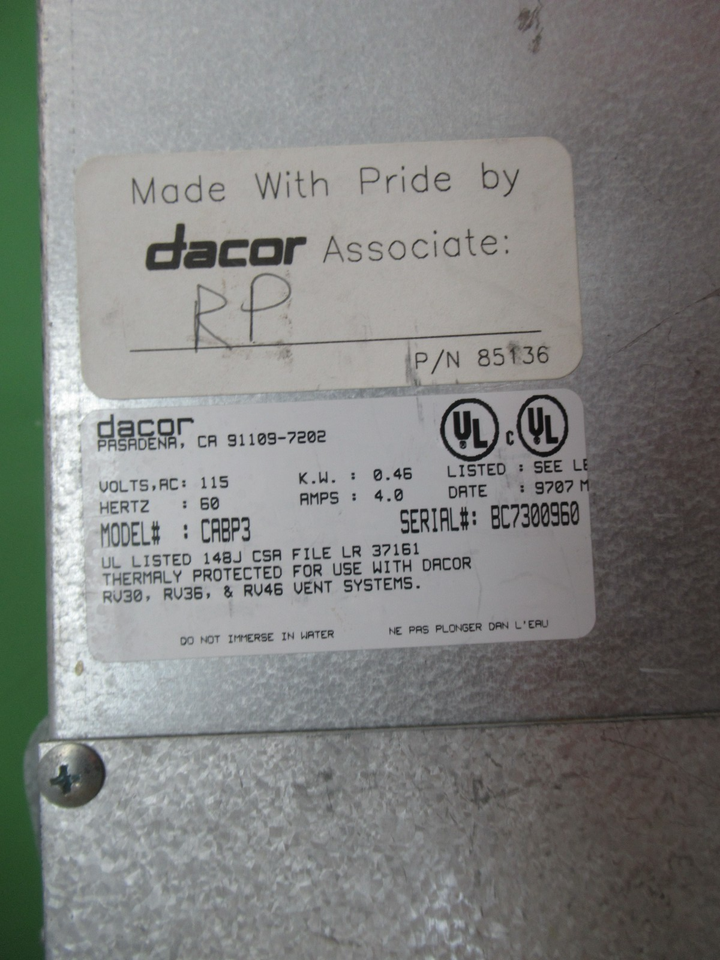 Made With Pride by
dacor Associate:
RP
P/N 85136
dacor
PASADENA, CA 91109-7202
UL C UL
VOLTS,AC: 115 K.W. : 0.46 LISTED : SEE LE
HERTZ : 60 AMPS : 4.0 DATE : 9707 M
MODEL# : CABP3 SERIAL#: BC7300960
UL LISTED 148J CSA FILE LR 37161
THERMALY PROTECTED FOR USE WITH DACOR
RV30, RV36, & RV46 VENT SYSTEMS.
DO NOT IMMERSE IN WATER NE PAS PLONGER DAN L'EAU